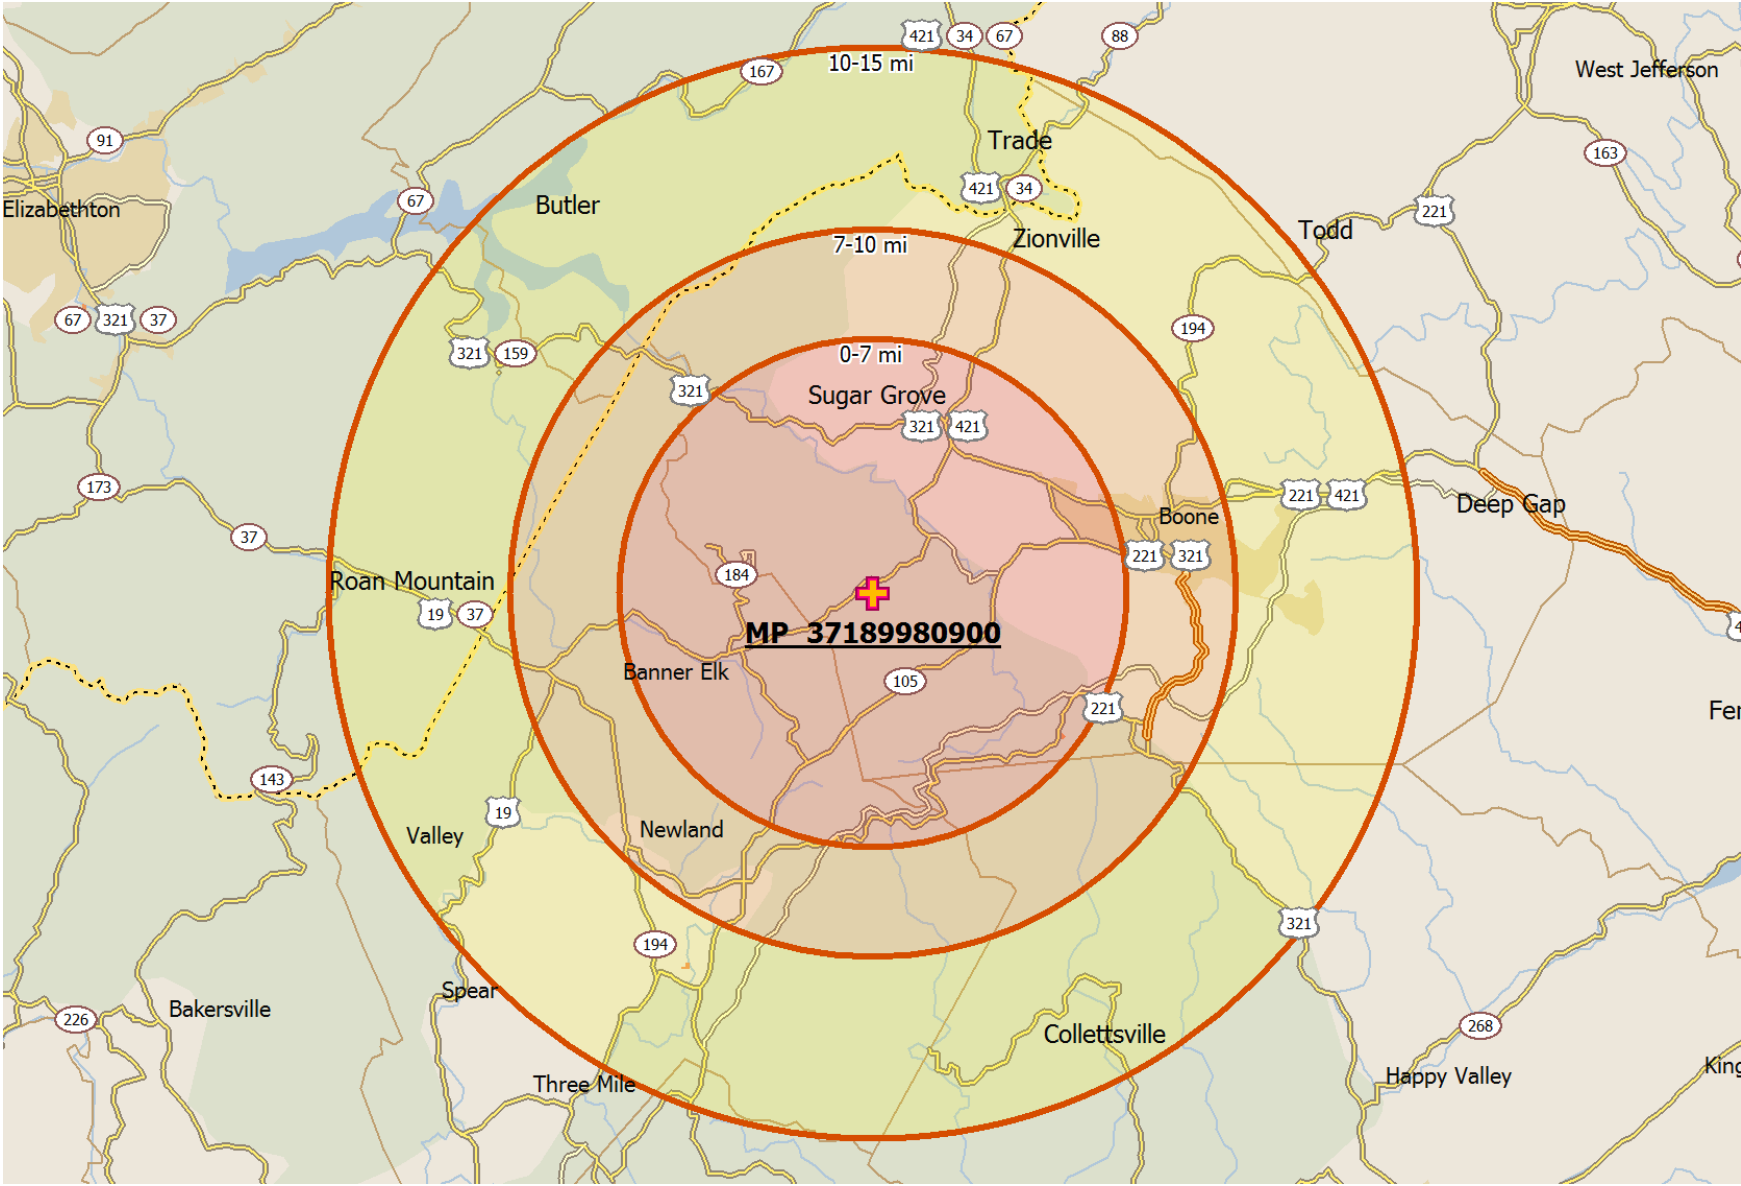 421
34
67
88
10-15 mi
167
West Jefferson
91
Trade
163
67
421
34
Elizabethton
Butler
221
Todd
7-10 mi
Zionville
67
321
37
194
321
159
0-7 mi
321
Sugar Grove
321
421
173
221
421
Deep Gap
Boone
37
221
321
184
Roan Mountain
19
37
MP 37189980900
Banner Elk
105
221
143
19
Newland
Valley
321
194
Spear
Bakersville
226
Collettsville
268
Happy Valley
Three Mile